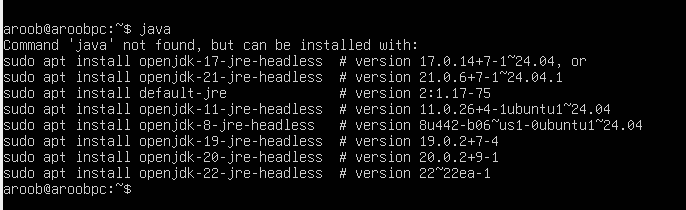 aroob@aroobpc:~$ java
Command 'java' not found, but can be installed with:
sudo apt install openjdk-17-jre-headless  # version 17.0.14+7-1~24.04, or
sudo apt install openjdk-21-jre-headless  # version 21.0.6+7-1~24.04.1
sudo apt install default-jre              # version 2:1.17-75
sudo apt install openjdk-11-jre-headless  # version 11.0.26+4-1ubuntu1~24.04
sudo apt install openjdk-8-jre-headless   # version 8u442-b06~us1-0ubuntu1~24.04
sudo apt install openjdk-19-jre-headless  # version 19.0.2+7-4
sudo apt install openjdk-20-jre-headless  # version 20.0.2+9-1
sudo apt install openjdk-22-jre-headless  # version 22~22ea-1
aroob@aroobpc:~$